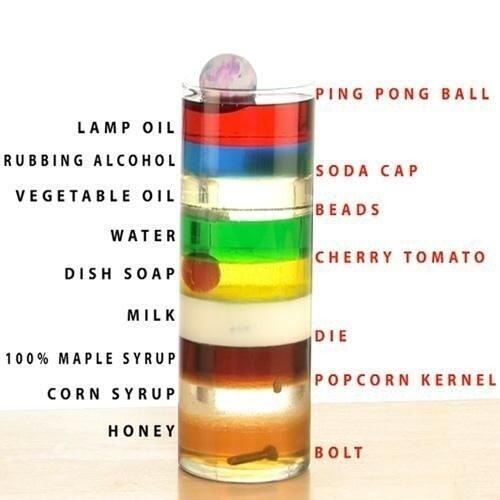 PING PONG BALL
LAMP OIL
RUBBING ALCOHOL
SODA CAP
VEGETABLE OIL
BEADS
WATER
CHERRY TOMATO
DISH SOAP
MILK
DIE
100% MAPLE SYRUP
POPCORN KERNEL
CORN SYRUP
HONEY
BOLT